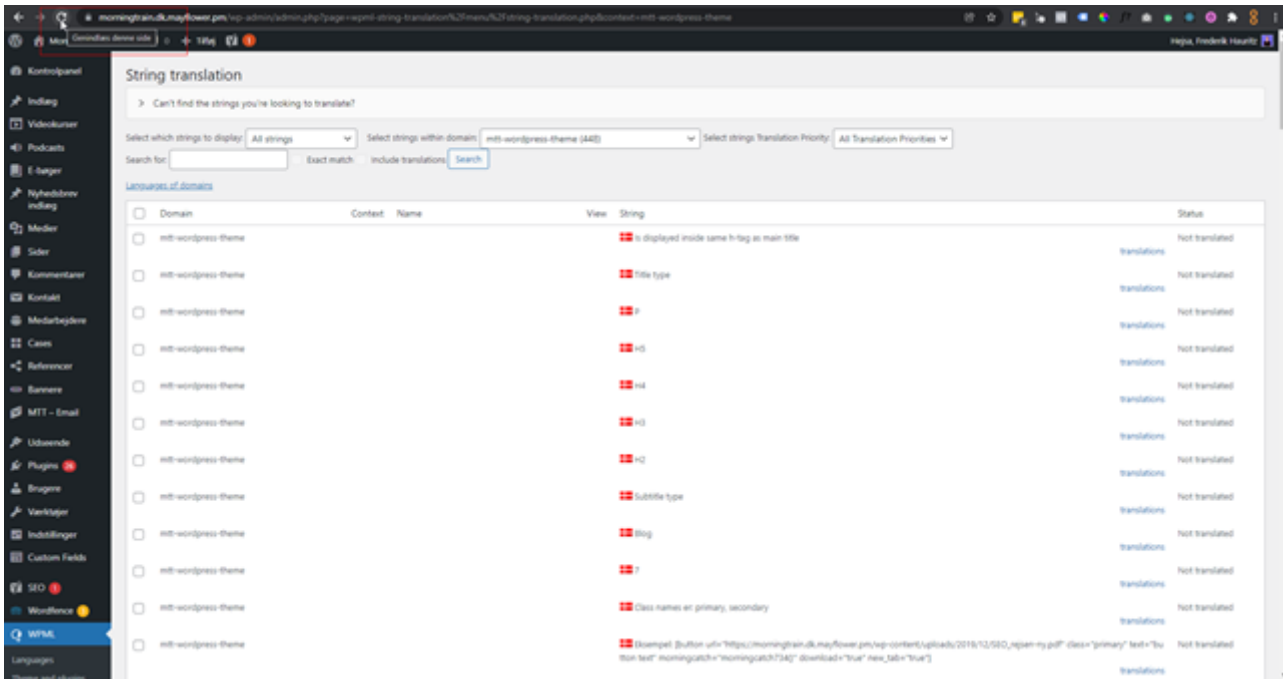 morningtrain.dk.mayflower.pm/wp-admin/admin.php?page=wpml-string-translation%2Fmenu%2Fstring-translation.php&context=mtt-wordpress-theme
Genindlæs denne side
Tilføj
1
Hejsa, Frederik Hauritz
Kontrolpanel
Indlæg
Videokurser
Podcasts
E-bøger
Nyhedsbrev
indlæg
Medier
Sider
Kommentarer
Kontakt
Medarbejdere
Cases
Referencer
Bannere
MTT - Email
Udseende
Plugins 26
Brugere
Værktøjer
Indstillinger
Custom Fields
SEO 1
Wordfence
WPML
Languages
Theme and plugins
String translation
> Can't find the strings you're looking to translate?
Select which strings to display: All strings Select strings within domain: mtt-wordpress-theme (448) Select strings Translation Priority: All Translation Priorities
Search for: Exact match Include translations Search
Languages of domains
Domain Context Name View String Status
mtt-wordpress-theme Is displayed inside same h-tag as main title Not translated
translations
mtt-wordpress-theme Title type Not translated
translations
mtt-wordpress-theme P Not translated
translations
mtt-wordpress-theme H5 Not translated
translations
mtt-wordpress-theme H4 Not translated
translations
mtt-wordpress-theme H3 Not translated
translations
mtt-wordpress-theme H2 Not translated
translations
mtt-wordpress-theme Subtitle type Not translated
translations
mtt-wordpress-theme Blog Not translated
translations
mtt-wordpress-theme 7 Not translated
translations
mtt-wordpress-theme Class names er: primary, secondary Not translated
translations
mtt-wordpress-theme Eksempel: [button url="https://morningtrain.dk.mayflower.pm/wp-content/uploads/2019/12/SEO_rejsen-ny.pdf" class="primary" text="bu Not translated
tton text" morningcatch="morningcatch734()" download="true" new_tab="true"]
translations